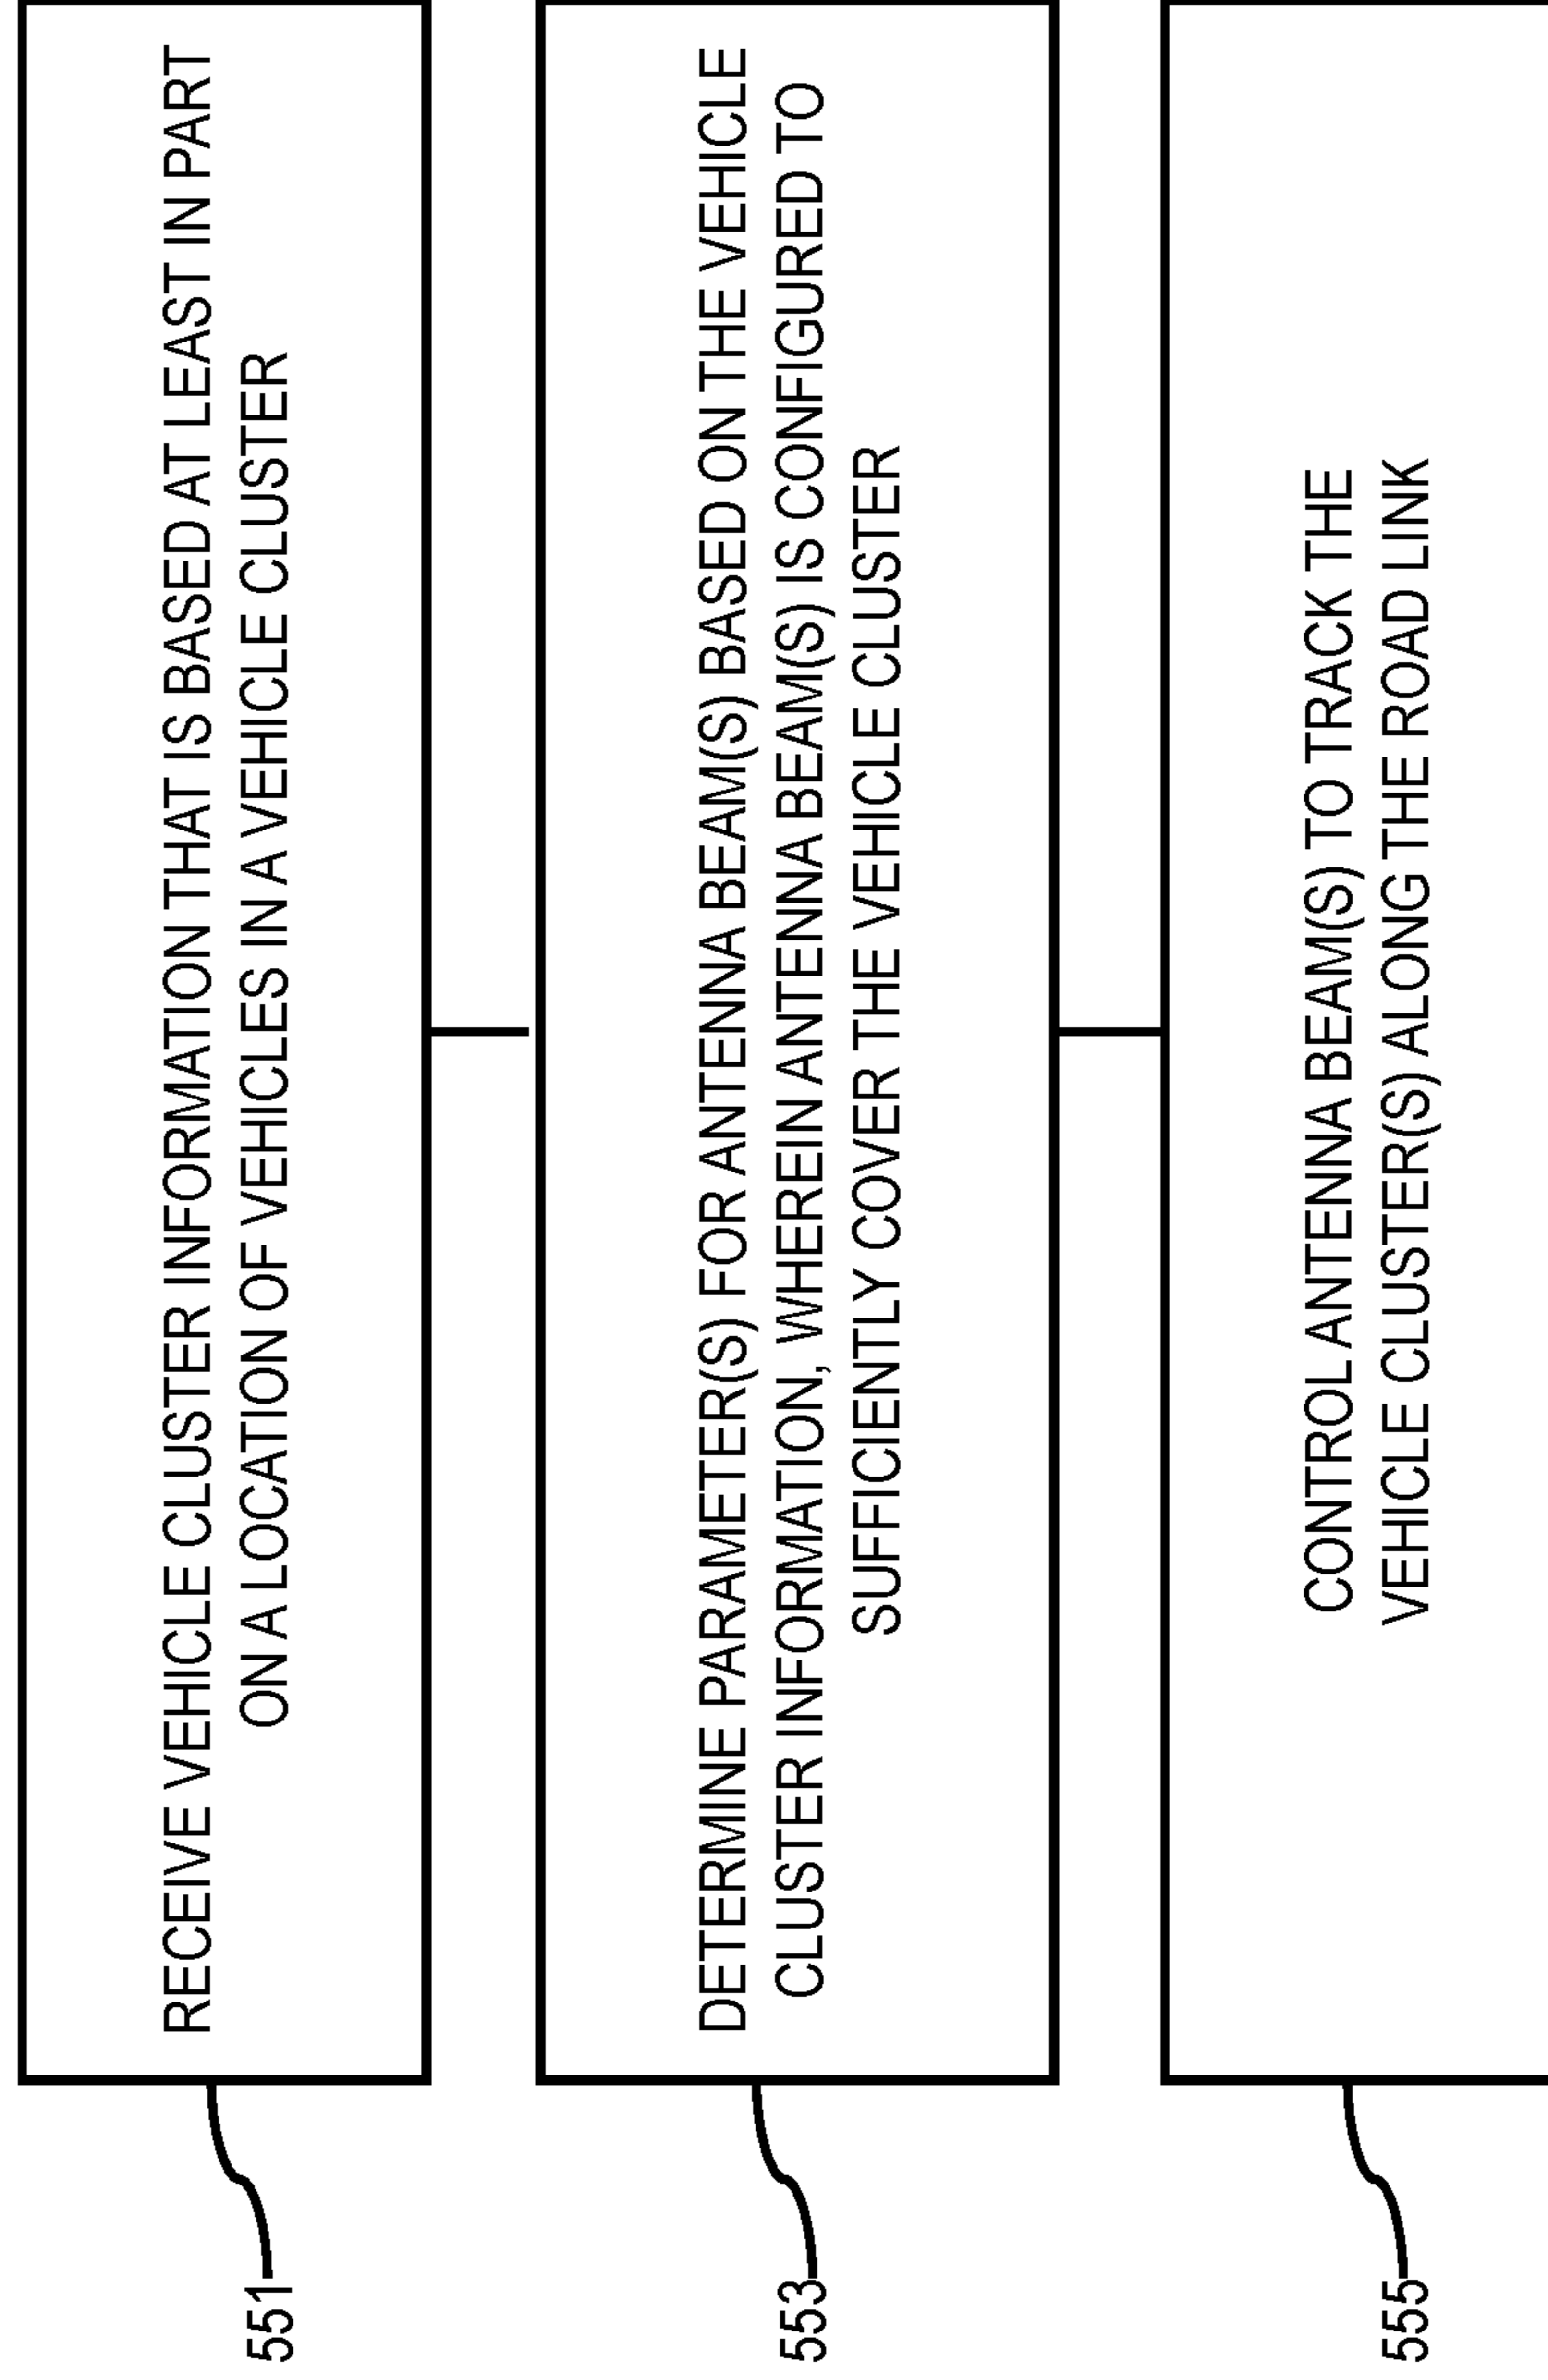 551
RECEIVE VEHICLE CLUSTER INFORMATION THAT IS BASED AT LEAST IN PART
ON A LOCATION OF VEHICLES IN A VEHICLE CLUSTER
553
DETERMINE PARAMETER(S) FOR ANTENNA BEAM(S) BASED ON THE VEHICLE
CLUSTER INFORMATION, WHEREIN ANTENNA BEAM(S) IS CONFIGURED TO
SUFFICIENTLY COVER THE VEHICLE CLUSTER
555
CONTROL ANTENNA BEAM(S) TO TRACK THE
VEHICLE CLUSTER(S) ALONG THE ROAD LINK